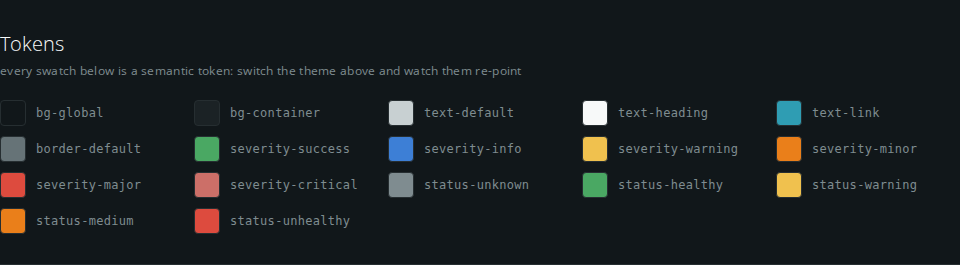 Tokens
every swatch below is a semantic token: switch the theme above and watch them re-point
bg-global bg-container text-default text-heading text-link
border-default severity-success severity-info severity-warning severity-minor
severity-major severity-critical status-unknown status-healthy status-warning
status-medium status-unhealthy